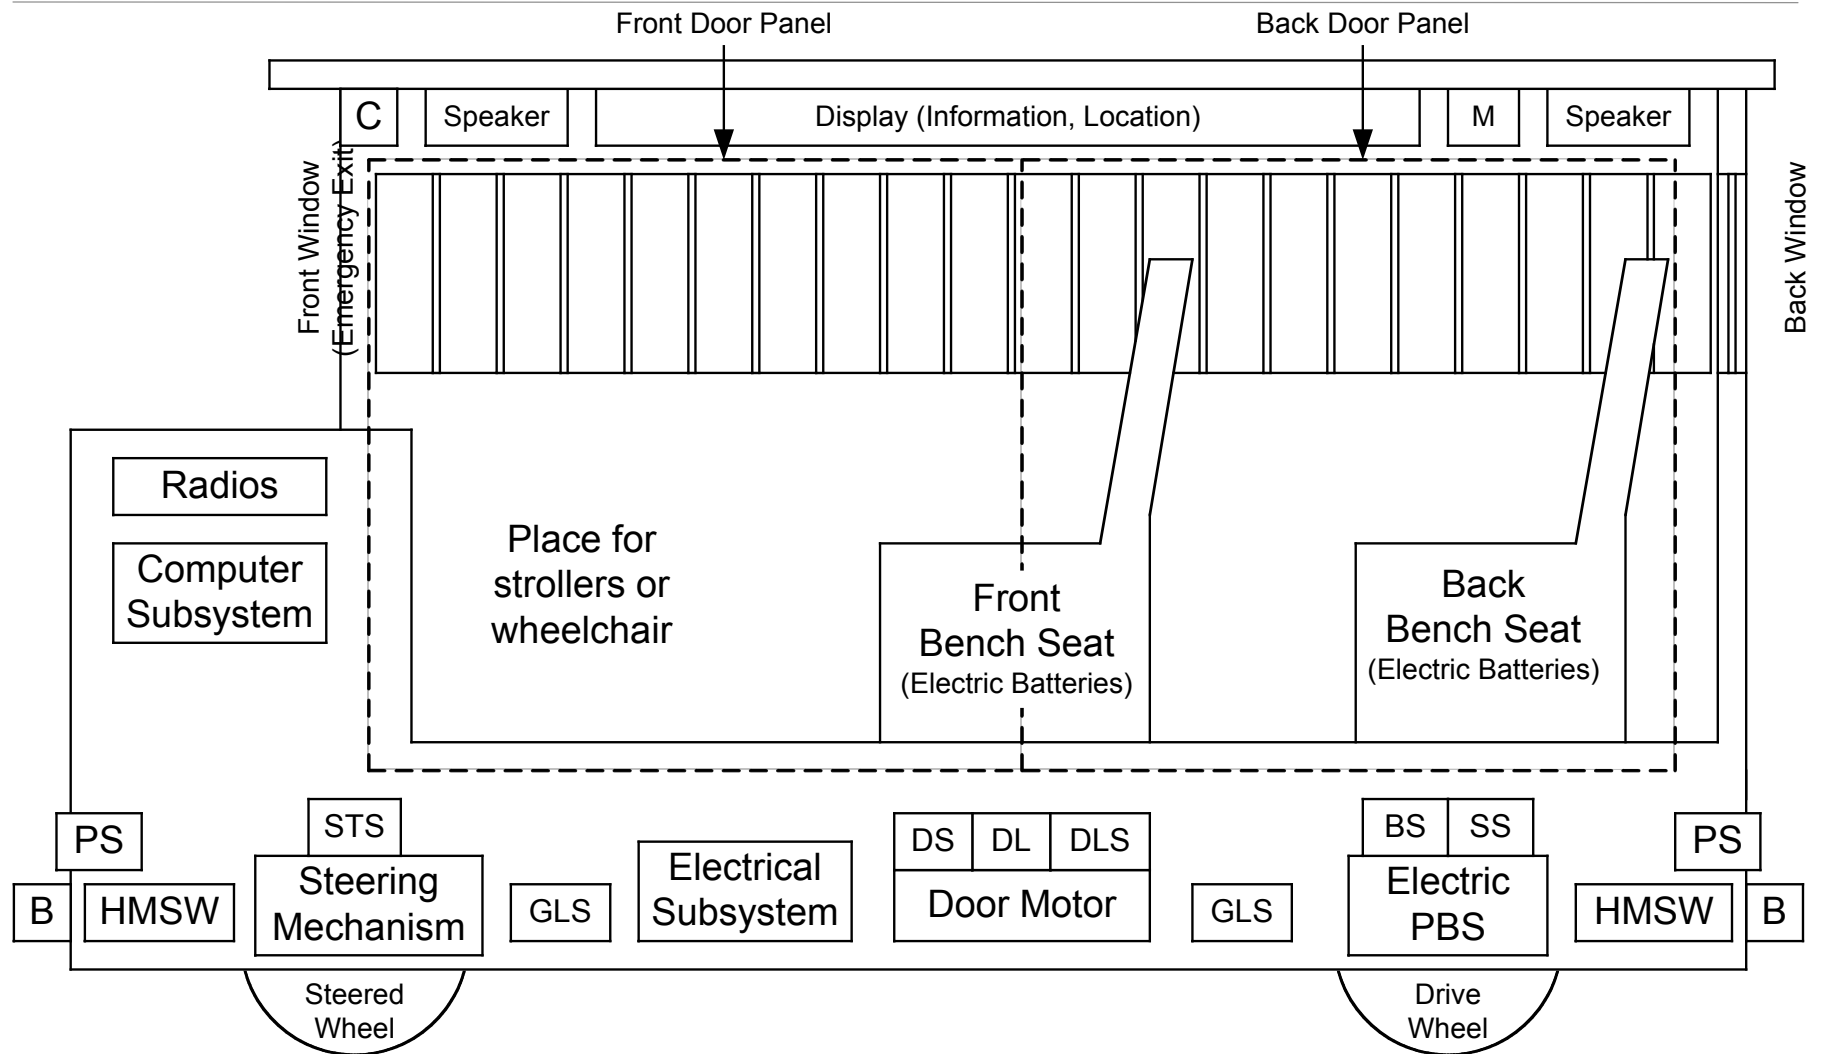 Front Door Panel
Back Door Panel
C
Speaker
Display (Information, Location)
M
Speaker
Front Window
(Emergency Exit)
Back Window
Radios
Computer
Subsystem
Place for
strollers or
wheelchair
Front
Bench Seat
(Electric Batteries)
Back
Bench Seat
(Electric Batteries)
PS
STS
DS
DL
DLS
BS
SS
PS
B
HMSW
Steering
Mechanism
GLS
Electrical
Subsystem
Door Motor
GLS
Electric
PBS
HMSW
B
Steered
Wheel
Drive
Wheel